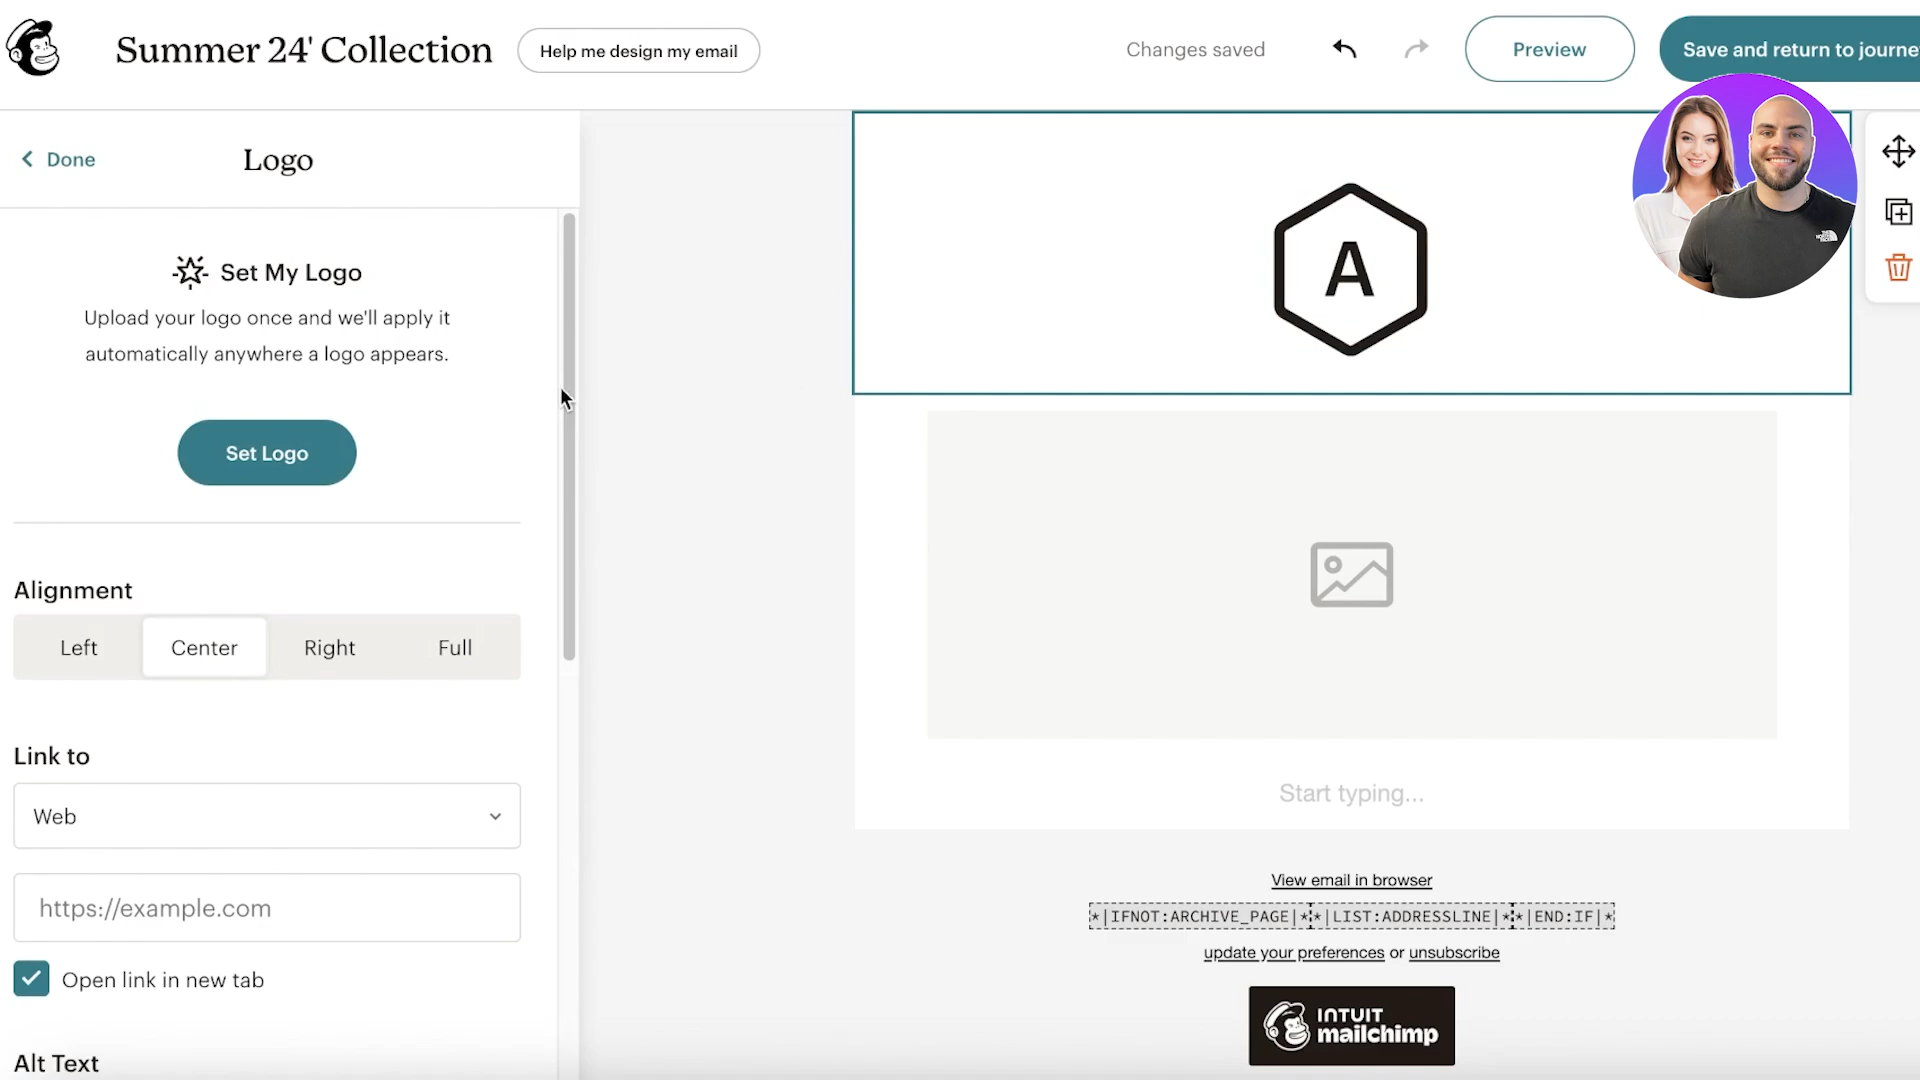 Summer 24' Collection
Help me design my email
Changes saved
Preview
Save and return to journe
Done
Logo
Set My Logo
Upload your logo once and we'll apply it
automatically anywhere a logo appears.
Set Logo
Alignment
Left
Center
Right
Full
Link to
Web
https://example.com
Open link in new tab
Alt Text
A
THE NORTH FACE
Start typing...
View email in browser
*|IFNOT:ARCHIVE_PAGE|**|LIST:ADDRESSLINE|**|END:IF|*
update your preferences or unsubscribe
INTUIT
mailchimp